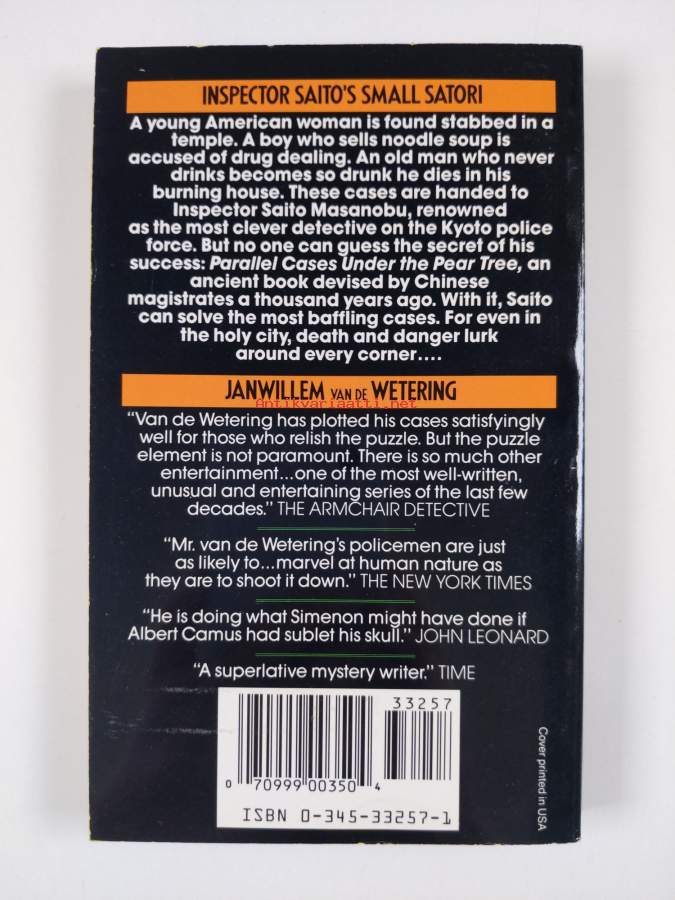 INSPECTOR SAITO'S SMALL SATORI
A young American woman is found stabbed in a
temple. A boy who sells noodle soup is
accused of drug dealing. An old man who never
drinks becomes so drunk he dies in his
burning house. These cases are handed to
Inspector Saito Masanobu, renowned
as the most clever detective on the Kyoto police
force. But no one can guess the secret of his
success: Parallel Cases Under the Pear Tree, an
ancient book devised by Chinese
magistrates a thousand years ago. With it, Saito
can solve the most baffling cases. For even in
the holy city, death and danger lurk
around every corner....
JANWILLEM VAN DE WETERING
Antikvariaatti.net
"Van de Wetering has plotted his cases satisfyingly
well for those who relish the puzzle. But the puzzle
element is not paramount. There is so much other
entertainment...one of the most well-written,
unusual and entertaining series of the last few
decades." THE ARMCHAIR DETECTIVE
"Mr. van de Wetering's policemen are just
as likely to...marvel at human nature as
they are to shoot it down." THE NEW YORK TIMES
"He is doing what Simenon might have done if
Albert Camus had sublet his skull." JOHN LEONARD
"A superlative mystery writer." TIME
33257
0 70999 00350 4
ISBN 0-345-33257-1
Cover printed in USA